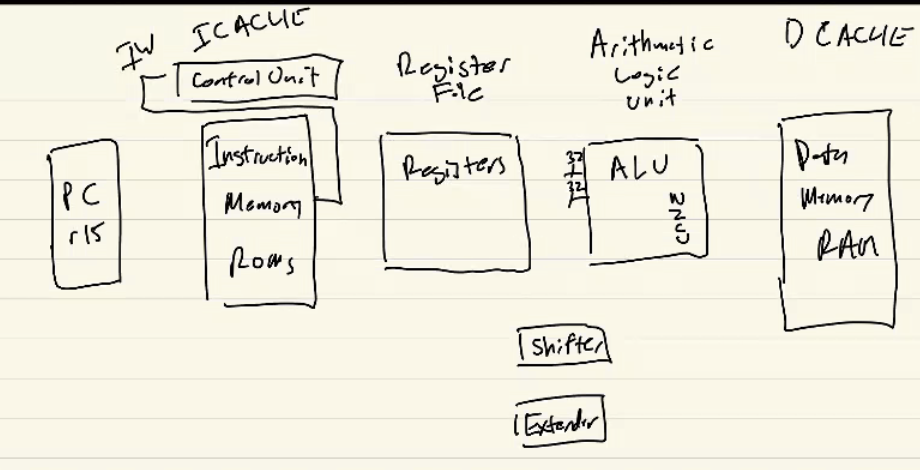 IW
ICACHE
Control Unit
Register
File
Arithmetic
Logic
Unit
DCACHE
PC
r15
Instruction
Memory
Roms
Registers
32
32
ALU
N
Z
C
Data
Memory
RAM
Shifter
Extender